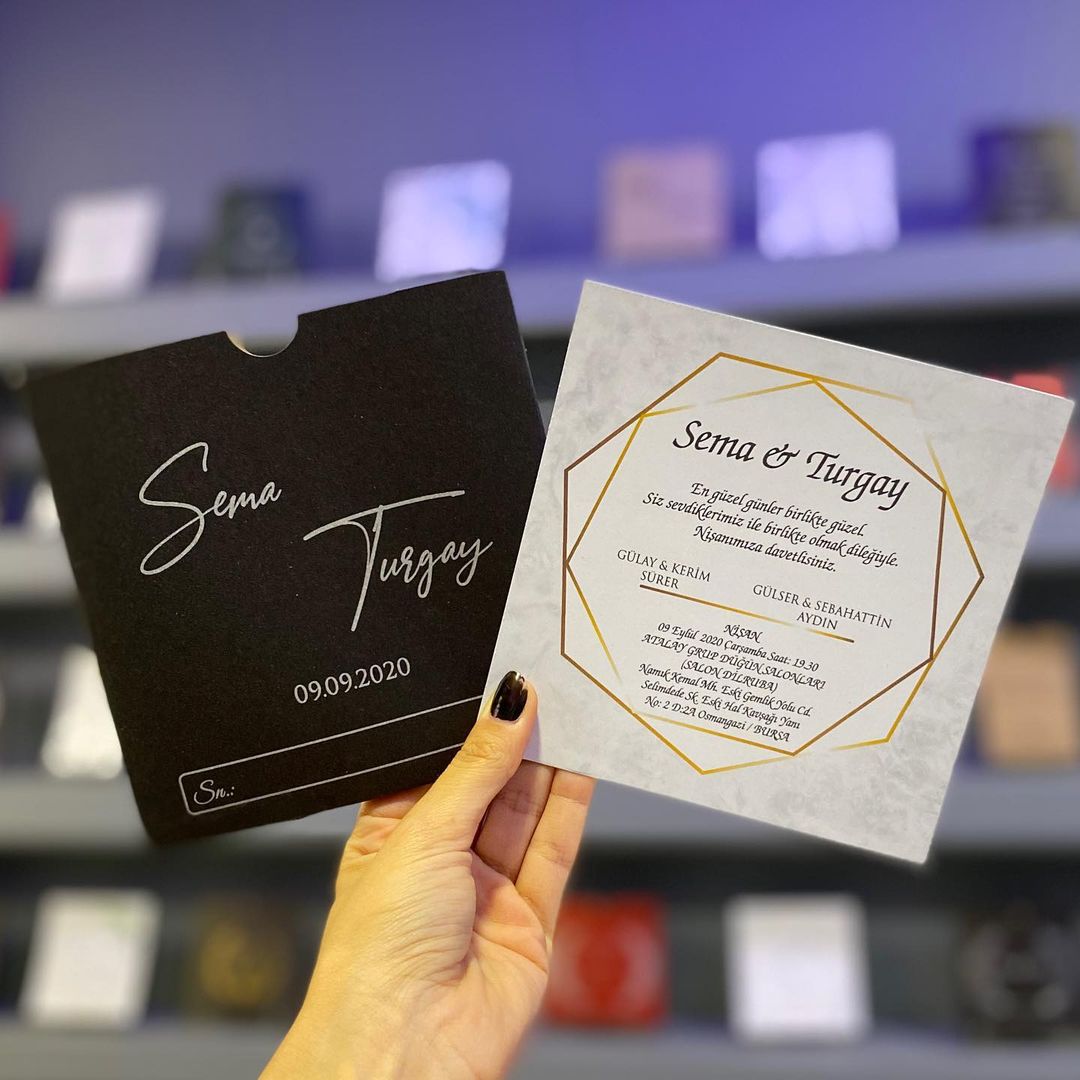 Sema
Turgay
09.09.2020
Sn.:
Sema & Turgay
En güzel günler birlikte güzel.
Siz sevdiklerimiz ile birlikte olmak dileğiyle.
Nişanımıza davetlisiniz.
GÜLAY & KERİM
SÜRER
GÜLSER & SEBAHATTİN
AYDIN
NİŞAN
09 Eylül 2020 Çarşamba Saat: 19.30
ATALAY GRUP DÜĞÜN SALONLARI
(SALON DİLRUBA)
Namık Kemal Mh. Eski Gemlik Yolu Cd.
Selimdede Sk. Eski Hal Kavşağı Yanı
No: 2 D:2A Osmangazi / BURSA